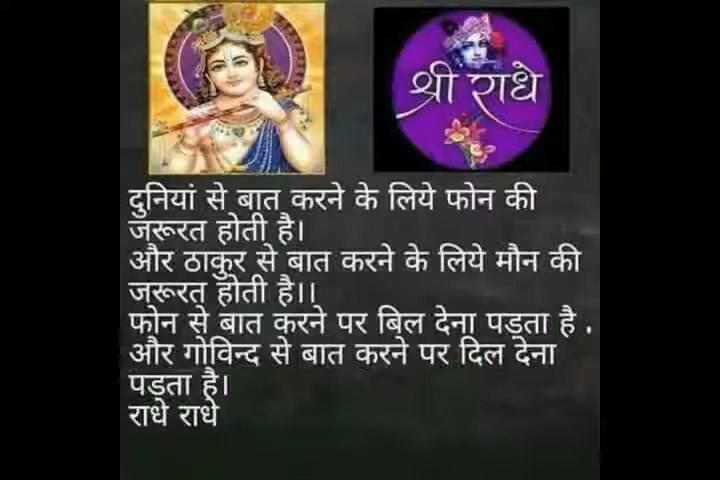 श्री राधे
दुनियां से बात करने के लिये फोन की
जरूरत होती है।
और ठाकुर से बात करने के लिये मौन की
जरूरत होती है।।
फोन से बात करने पर बिल देना पड़ता है .
और गोविन्द से बात करने पर दिल देना
पड़ता है।
राधे राधे